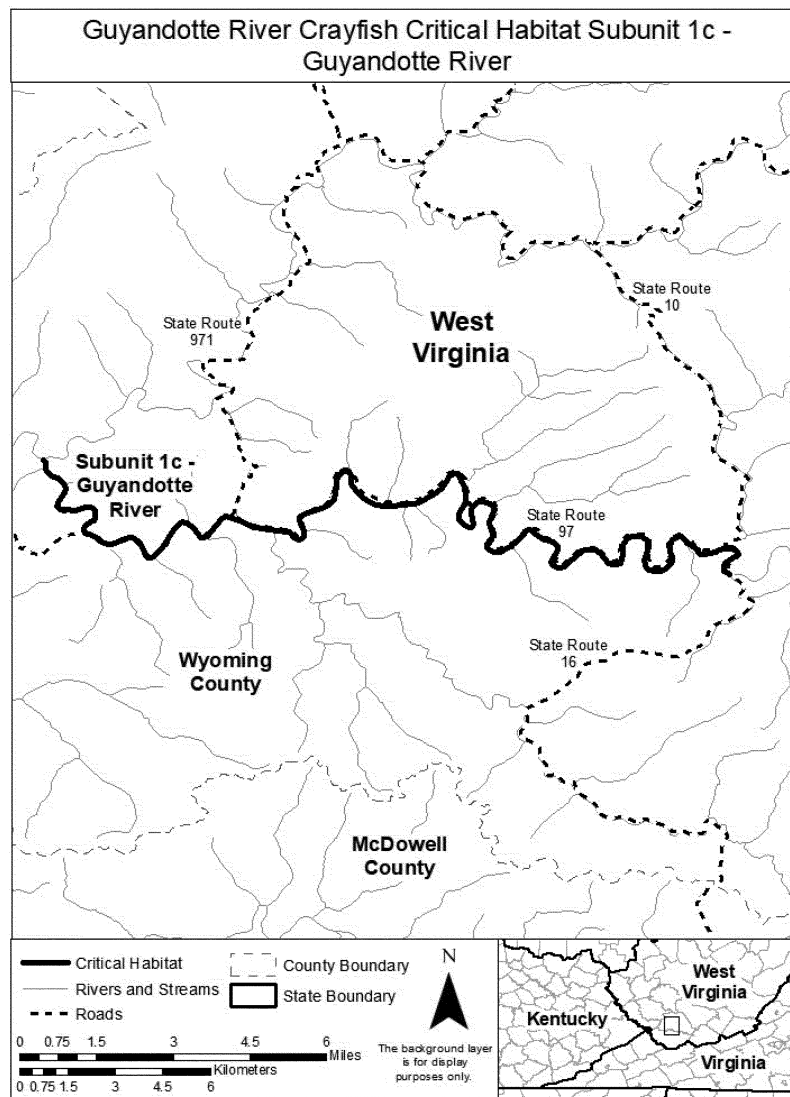 Guyandotte River Crayfish Critical Habitat Subunit 1c -
Guyandotte River
State Route
971
West
Virginia
State Route
10
Subunit 1c -
Guyandotte
River
State Route
97
Wyoming
County
State Route
16
McDowell
County
Critical Habitat
Rivers and Streams
Roads
County Boundary
State Boundary
0 0.75 1.5 3 4.5 6
Miles
Kilometers
0 0.75 1.5 3 4.5 6
N
The background layer
is for display
purposes only.
West
Virginia
Kentucky
Virginia